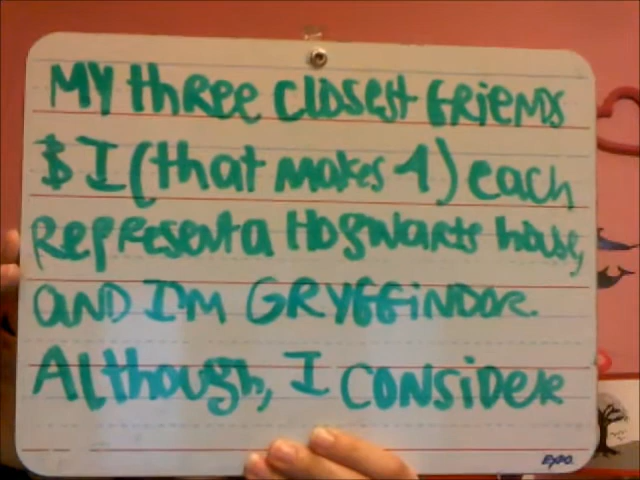 MY three closest friends
& I (that makes 4) each
Represent a Hogwarts house,
and I'm GRYffiNDOR.
Although, I CONSiDeR
EXPO